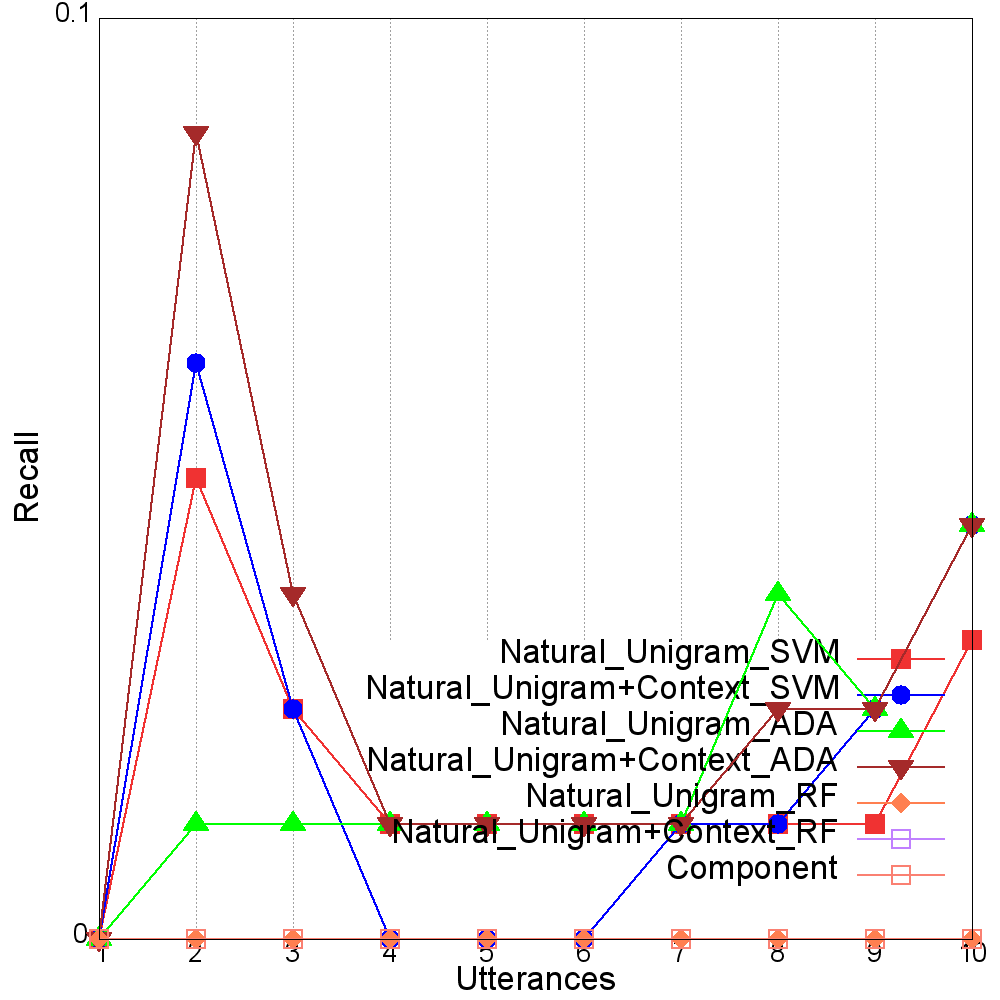 0.1
Recall
Natural_Unigram_SVM
Natural_Unigram+Context_SVM
Natural_Unigram_ADA
Natural_Unigram+Context_ADA
Natural_Unigram_RF
Natural_Unigram+Context_RF
Component
0
1 2 3 4 5 6 7 8 9 10
Utterances